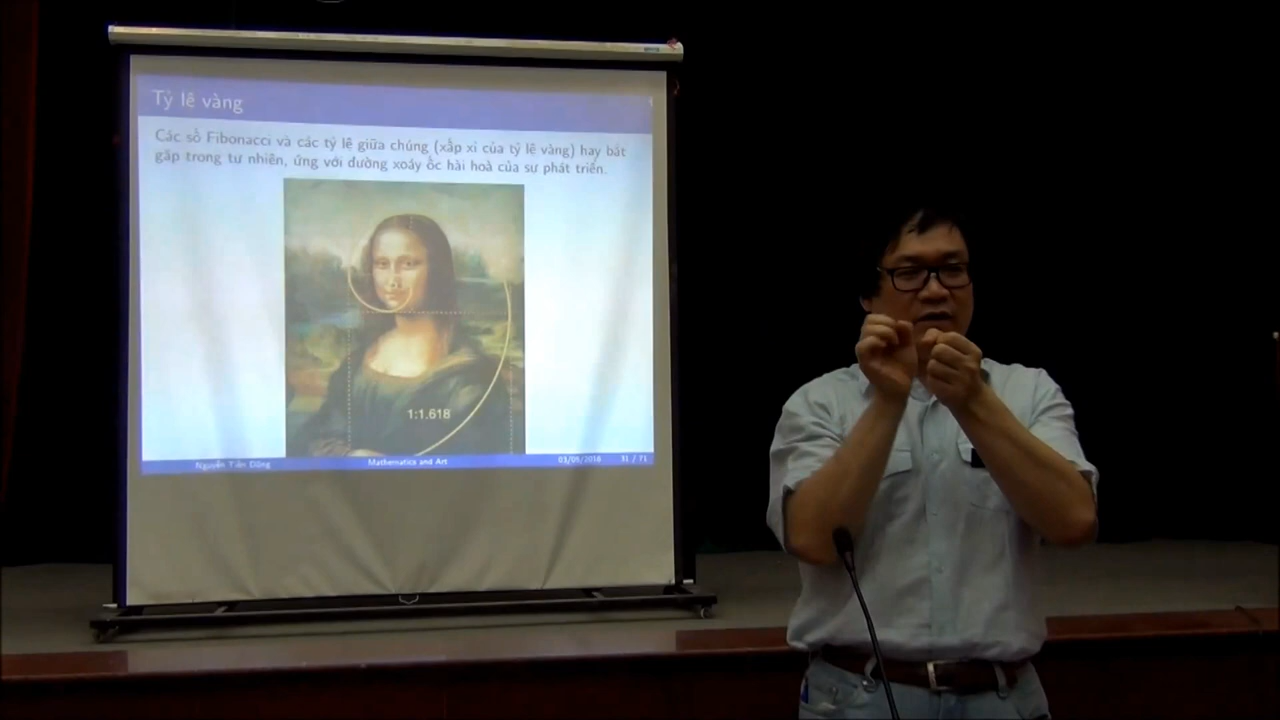 Tỷ lệ vàng
Các số Fibonacci và các tỷ lệ giữa chúng (xấp xỉ của tỷ lệ vàng) hay bắt
gặp trong tự nhiên, ứng với đường xoáy ốc hài hoà của sự phát triển.
1:1.618
Nguyễn Tiến Dũng Mathematics and Art 03/05/2016 31 / 71